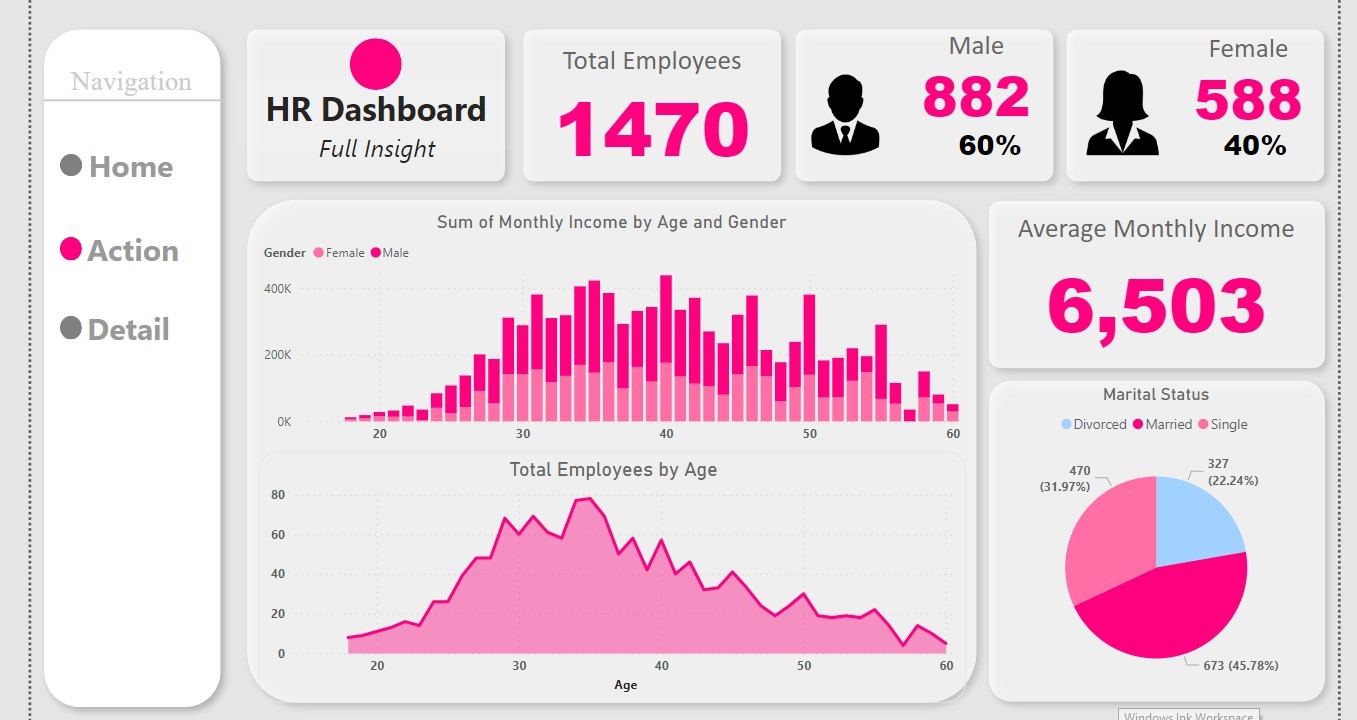 Navigation
Home
Action
Detail
HR Dashboard
Full Insight
Total Employees
1470
Male
882
60%
Female
588
40%
Sum of Monthly Income by Age and Gender
Gender Female Male
400K
200K
0K
20 30 40 50 60
Total Employees by Age
80
60
40
20
0
20 30 40 50 60
Age
Average Monthly Income
6,503
Marital Status
Divorced Married Single
470
(31.97%)
327
(22.24%)
673 (45.78%)
Windows Ink Workspace